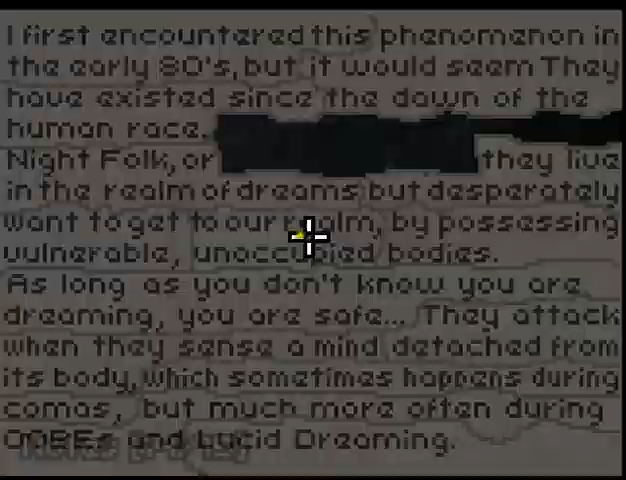 I first encountered this phenomenon in
the early 80's, but it would seem They
have existed since the dawn of the
human race.
Night Folk, or they live
in the realm of dreams but desperately
want to get to our realm, by possessing
vulnerable, unoccupied bodies.
As long as you don't know you are
dreaming, you are safe... They attack
when they sense a mind detached from
its body, which sometimes happens during
comas, but much more often during
OOBEs and Lucid Dreaming.